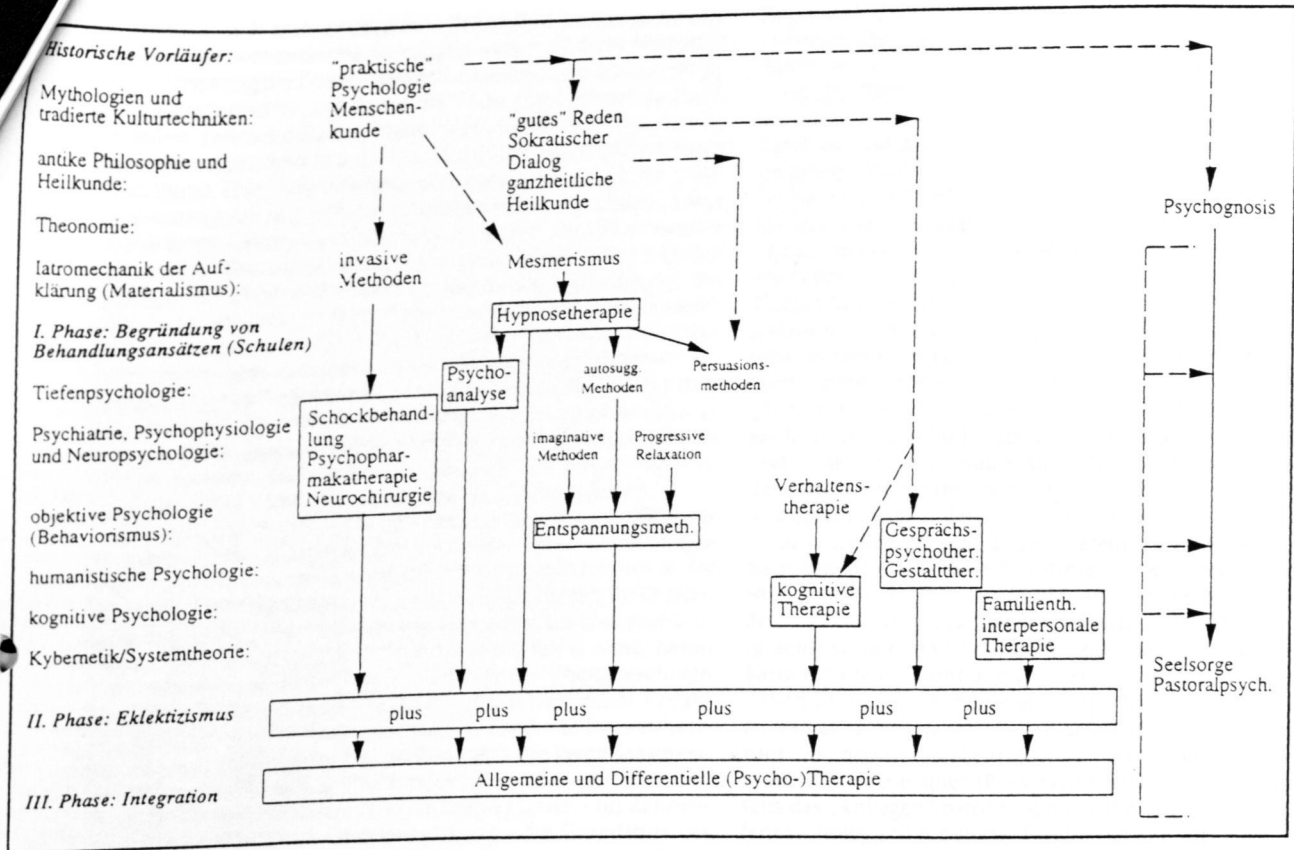 Historische Vorläufer:
Mythologien und
tradierte Kulturtechniken:
antike Philosophie und
Heilkunde:
Theonomie:
Iatromechanik der Auf-
klärung (Materialismus):
I. Phase: Begründung von
Behandlungsansätzen (Schulen)
Tiefenpsychologie:
Psychiatrie, Psychophysiologie
und Neuropsychologie:
objektive Psychologie
(Behaviorismus):
humanistische Psychologie:
kognitive Psychologie:
Kybernetik/Systemtheorie:
II. Phase: Eklektizismus
III. Phase: Integration
"praktische"
Psychologie
Menschen-
kunde
"gutes" Reden
Sokratischer
Dialog
ganzheitliche
Heilkunde
Psychognosis
invasive
Methoden
Mesmerismus
Hypnosetherapie
Psycho-
analyse
autosugg.
Methoden
Persuasions-
methoden
Schockbehand-
lung
Psychophar-
makatherapie
Neurochirurgie
imaginative
Methoden
Progressive
Relaxation
Entspannungsmeth.
Verhaltens-
therapie
Gesprächs-
psychother.
Gestaltther.
kognitive
Therapie
Familienth.
interpersonale
Therapie
Seelsorge
Pastoralpsych.
plus plus plus plus plus plus
Allgemeine und Differentielle (Psycho-)Therapie